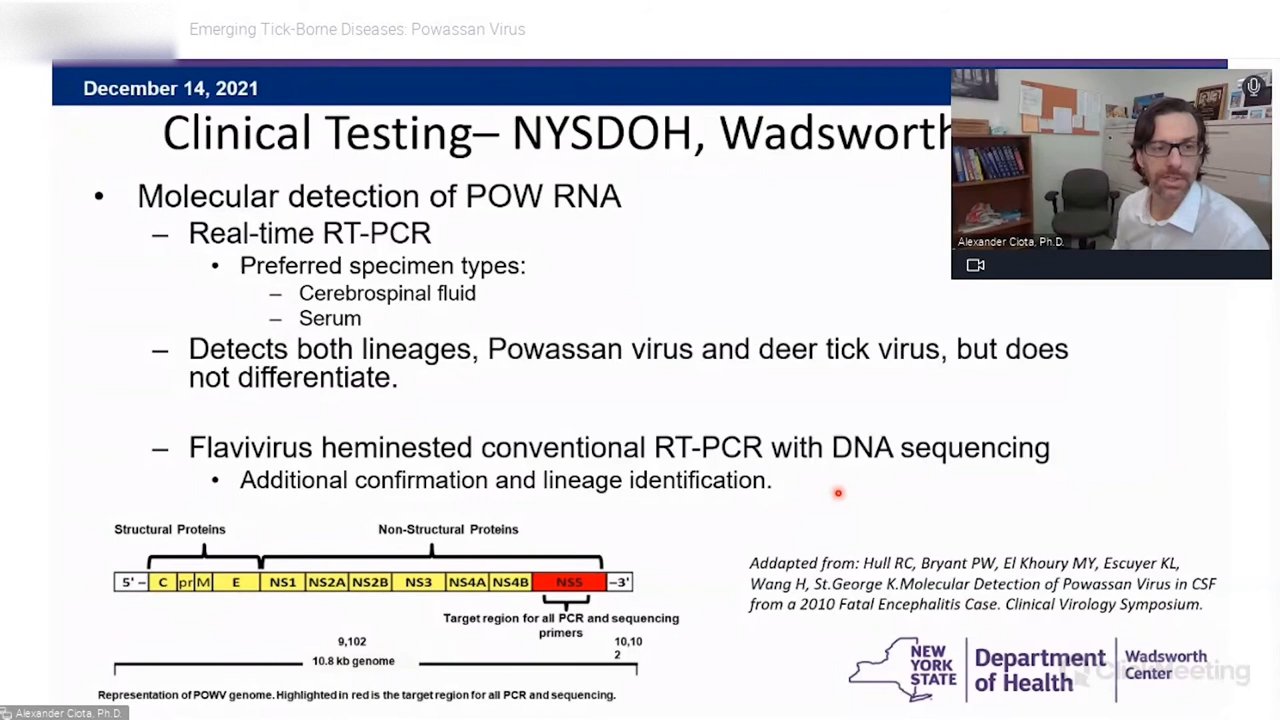 Emerging Tick-Borne Diseases: Powassan Virus
December 14, 2021
Clinical Testing– NYSDOH, Wadsworth
• Molecular detection of POW RNA
– Real-time RT-PCR
• Preferred specimen types:
– Cerebrospinal fluid
– Serum
– Detects both lineages, Powassan virus and deer tick virus, but does
not differentiate.
– Flavivirus heminested conventional RT-PCR with DNA sequencing
• Additional confirmation and lineage identification.
Alexander Ciota, Ph.D.
Structural Proteins
Non-Structural Proteins
5' – C pr M E NS1 NS2A NS2B NS3 NS4A NS4B NS5 –3'
Target region for all PCR and sequencing
primers
9,102
10,10
2
10.8 kb genome
Representation of POWV genome. Highlighted in red is the target region for all PCR and sequencing.
Addapted from: Hull RC, Bryant PW, El Khoury MY, Escuyer KL,
Wang H, St.George K.Molecular Detection of Powassan Virus in CSF
from a 2010 Fatal Encephalitis Case. Clinical Virology Symposium.
NEW
YORK
STATE
Department
of Health
Wadsworth
Center
ClickMeeting
Alexander Ciota, Ph.D.